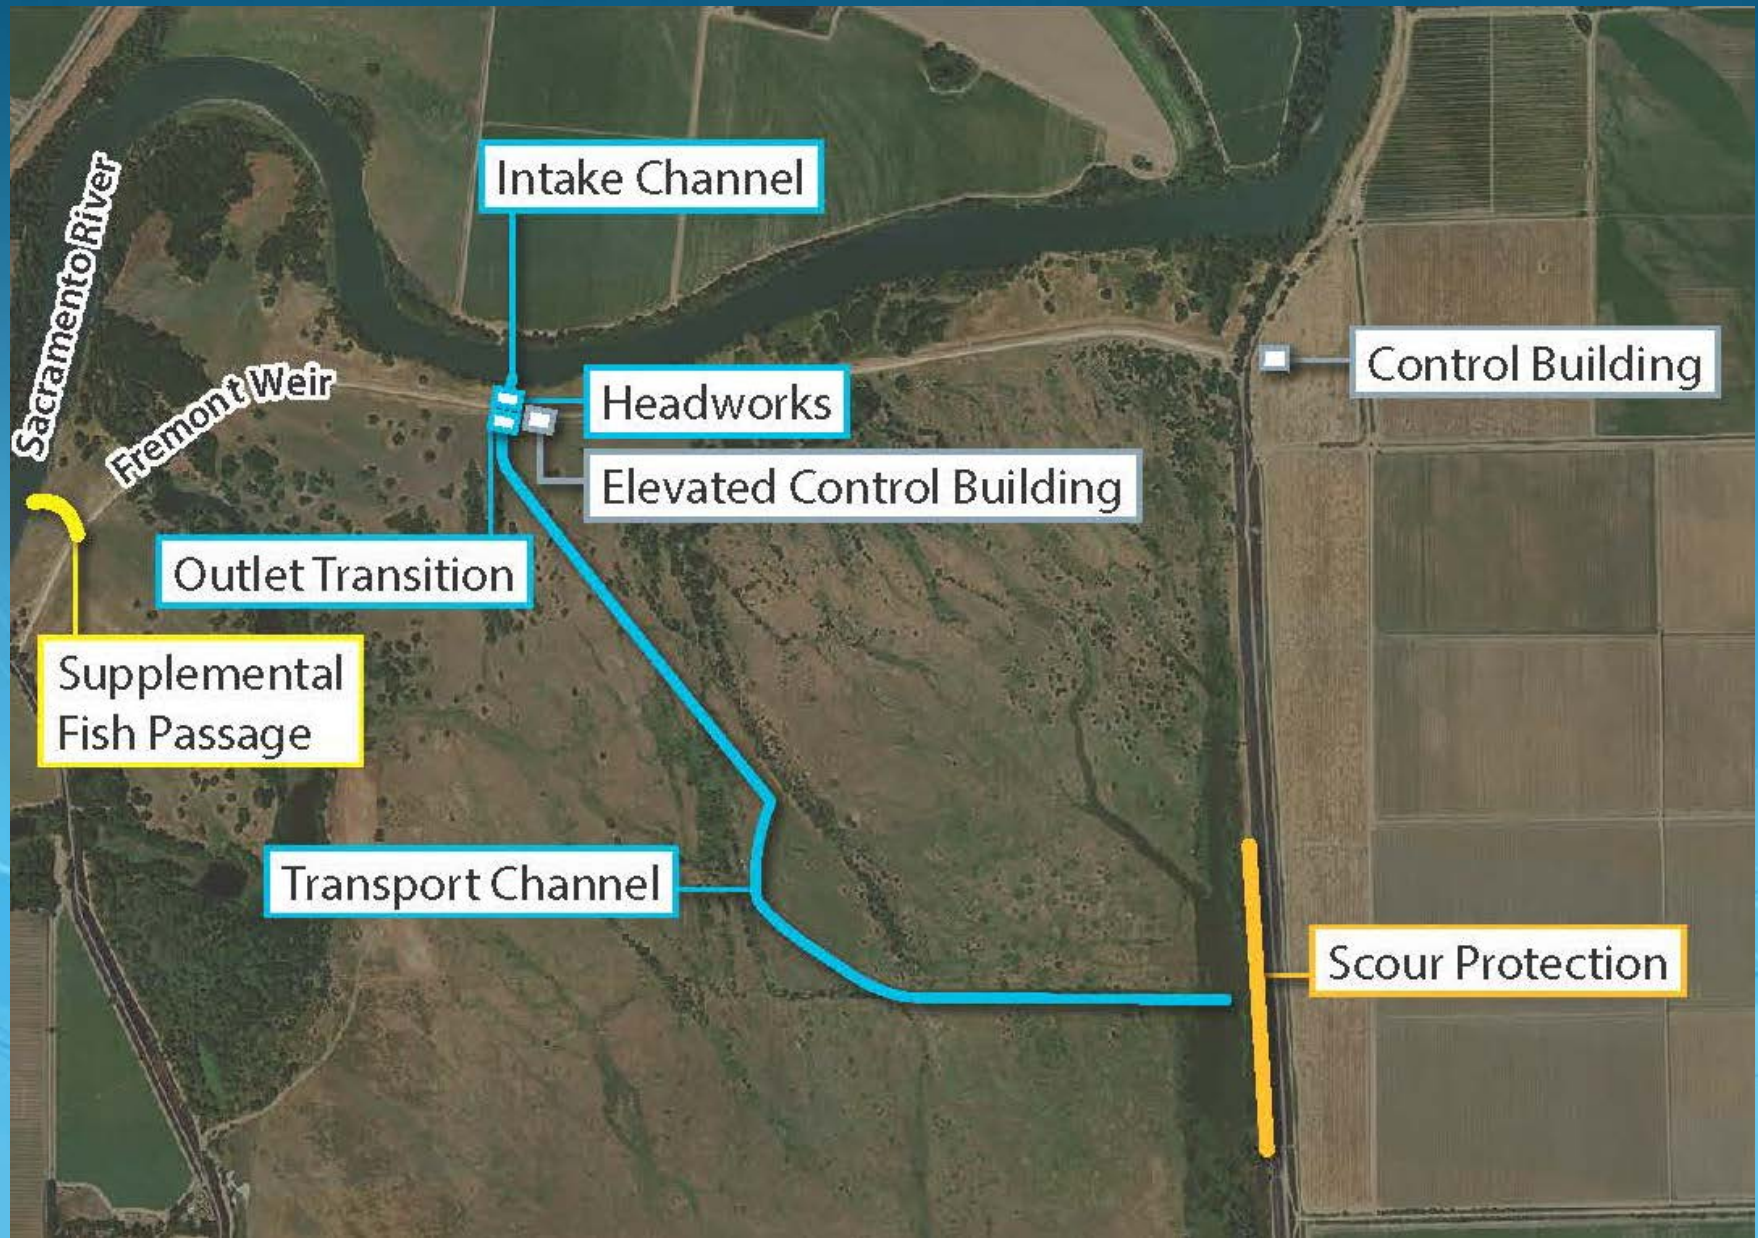 Intake Channel
Sacramento River
Fremont Weir
Headworks
Control Building
Elevated Control Building
Outlet Transition
Supplemental
Fish Passage
Transport Channel
Scour Protection